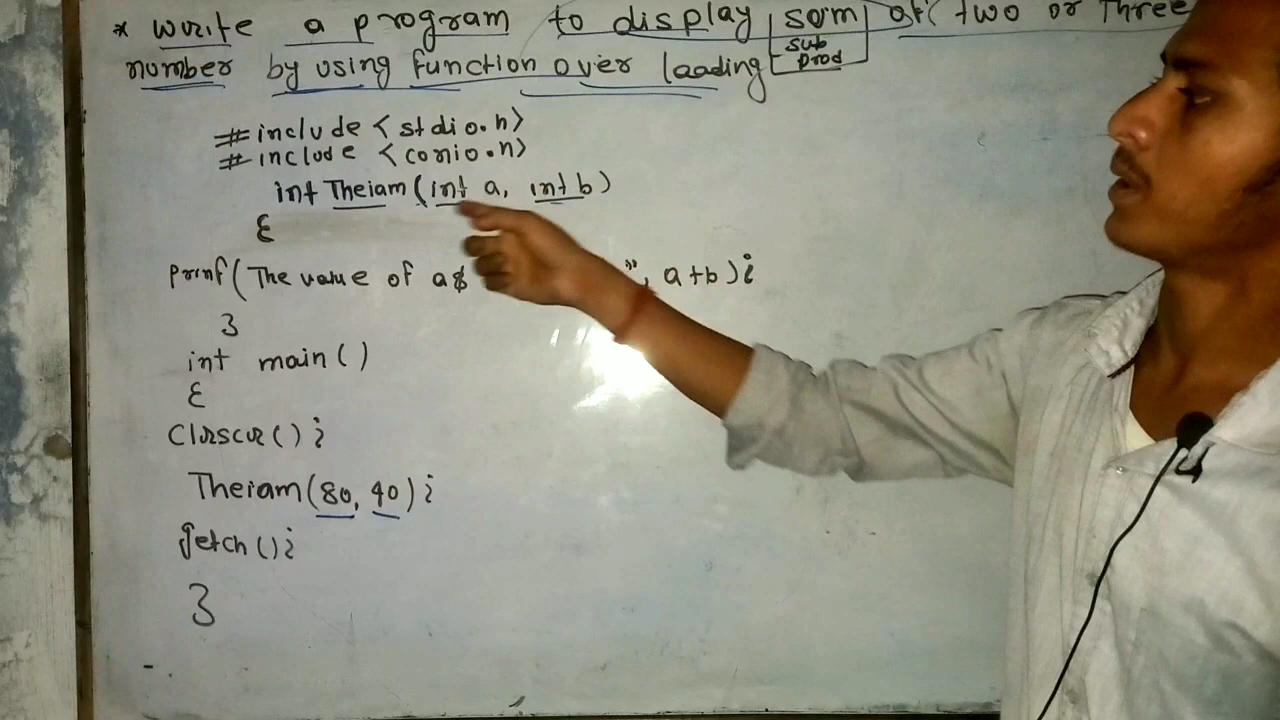 * Write a program to display sum of two or Three
sub
prod
number by using function over loading
#include <stdio.h>
#include <conio.h>
int Theiam (int a, int b)
{
Prinf(The value of a& ", a+b);
}
int main()
{
Clrscr();
Theiam(80, 40);
getch();
}